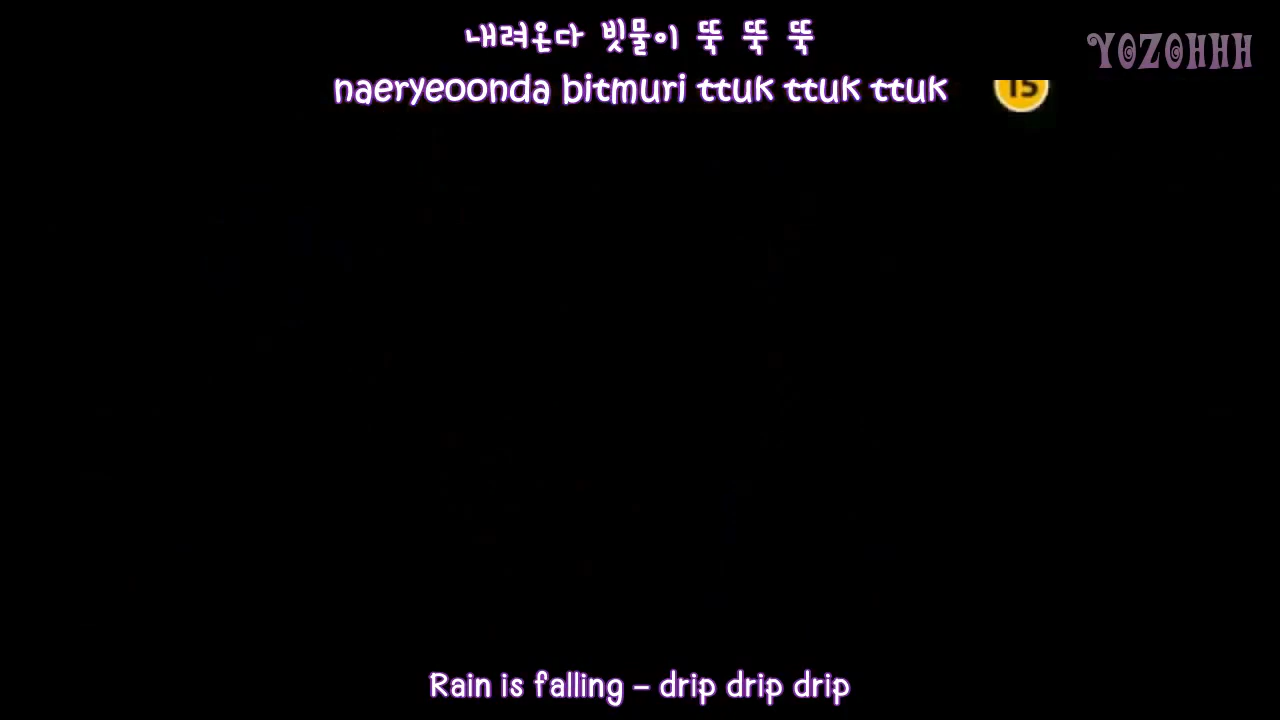 내려온다 빗물이 뚝 뚝 뚝
YOZOHHH
naeryeoonda bitmuri ttuk ttuk ttuk
15
Rain is falling – drip drip drip